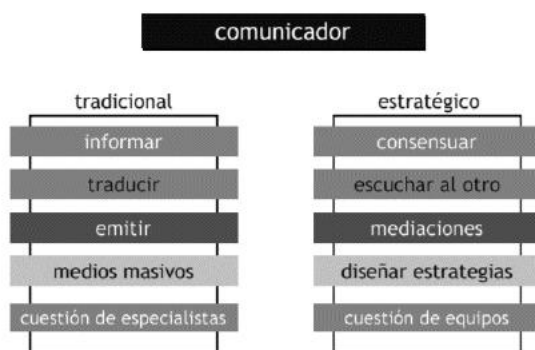 comunicador
tradicional
informar
traducir
emitir
medios masivos
cuestión de especialistas
estratégico
consensuar
escuchar al otro
mediaciones
diseñar estrategias
cuestión de equipos